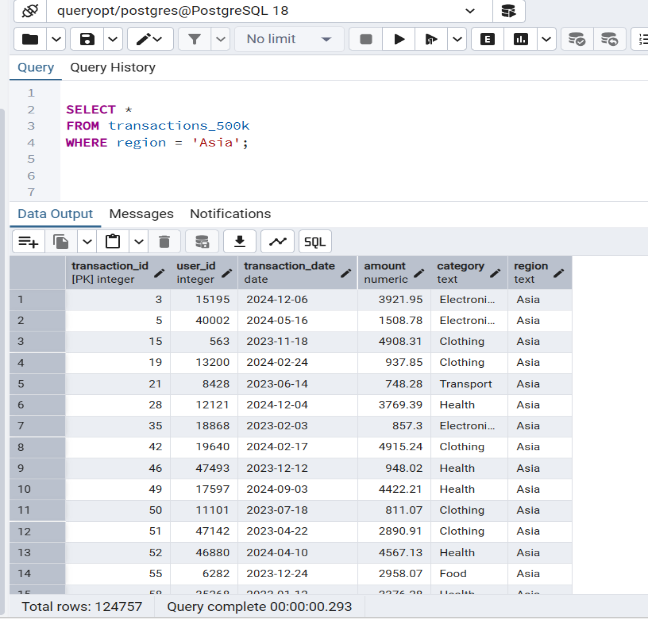 queryopt/postgres@PostgreSQL 18
No limit
E
Query Query History
1
2 SELECT *
3 FROM transactions_500k
4 WHERE region = 'Asia';
5
6
7
Data Output Messages Notifications
SQL
transaction_id user_id transaction_date amount category region
[PK] integer integer date numeric text text
1 3 15195 2024-12-06 3921.95 Electroni... Asia
2 5 40002 2024-05-16 1508.78 Electroni... Asia
3 15 563 2023-11-18 4908.31 Clothing Asia
4 19 13200 2024-02-24 937.85 Clothing Asia
5 21 8428 2023-06-14 748.28 Transport Asia
6 28 12121 2024-12-04 3769.39 Health Asia
7 35 18868 2023-02-03 857.3 Electroni... Asia
8 42 19640 2024-02-17 4915.24 Clothing Asia
9 46 47493 2023-12-12 948.02 Health Asia
10 49 17597 2024-09-03 4422.21 Health Asia
11 50 11101 2023-07-18 811.07 Clothing Asia
12 51 47142 2023-04-22 2890.91 Clothing Asia
13 52 46880 2024-04-10 4567.13 Health Asia
14 55 6282 2023-12-24 2958.07 Food Asia
Total rows: 124757 Query complete 00:00:00.293